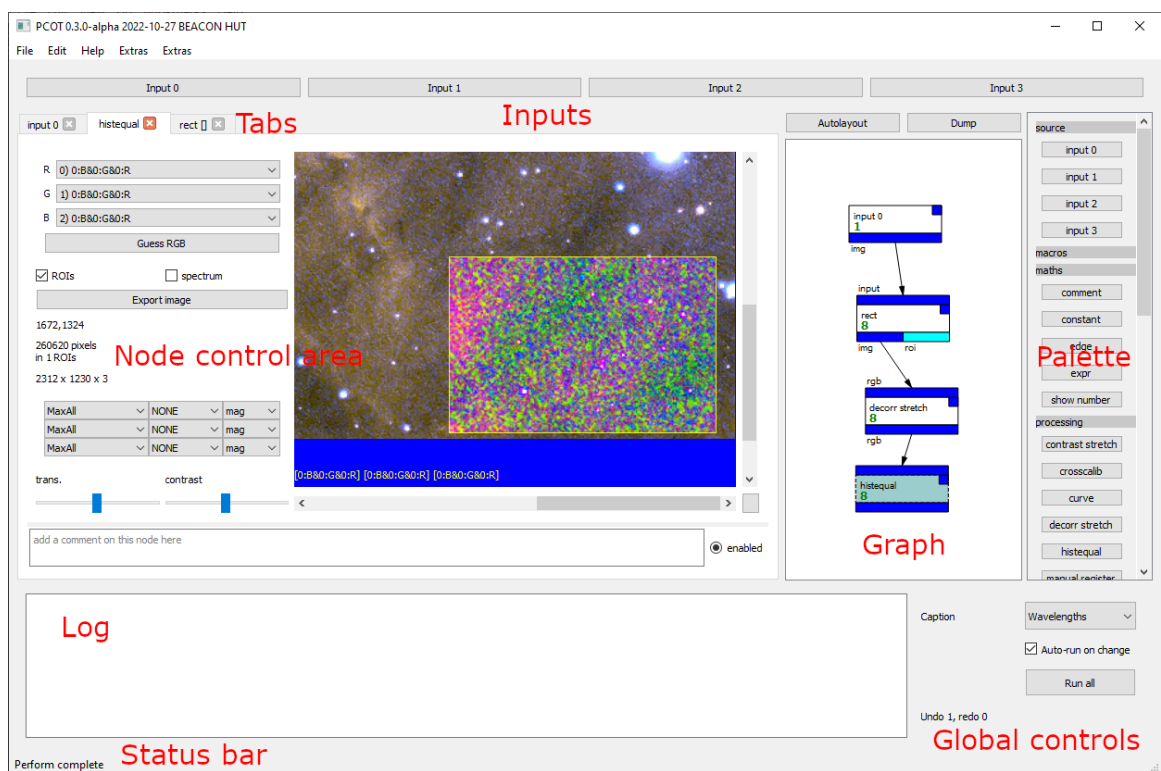 PCOT 0.3.0-alpha 2022-10-27 BEACON HUT
File Edit Help Extras Extras
Input 0 Input 1 Input 2 Input 3
Inputs
input 0 histequal rect []
Tabs
R 0) 0:B&0:G&0:R
G 1) 0:B&0:G&0:R
B 2) 0:B&0:G&0:R
Guess RGB
ROIs spectrum
Export image
1672,1324
260620 pixels
in 1 ROIs
2312 x 1230 x 3
Node control area
MaxAll NONE mag
MaxAll NONE mag
MaxAll NONE mag
trans. contrast
[0:B&0:G&0:R] [0:B&0:G&0:R] [0:B&0:G&0:R]
add a comment on this node here
enabled
Autolayout Dump
input 0
1
img
input
rect
8
img roi
rgb
decorr stretch
8
rgb
histequal
8
Graph
source
input 0
input 1
input 2
input 3
macros
maths
comment
constant
edge
Palette
expr
show number
processing
contrast stretch
crosscalib
curve
decorr stretch
histequal
manual register
Log
Caption Wavelengths
Auto-run on change
Run all
Undo 1, redo 0
Global controls
Status bar
Perform complete